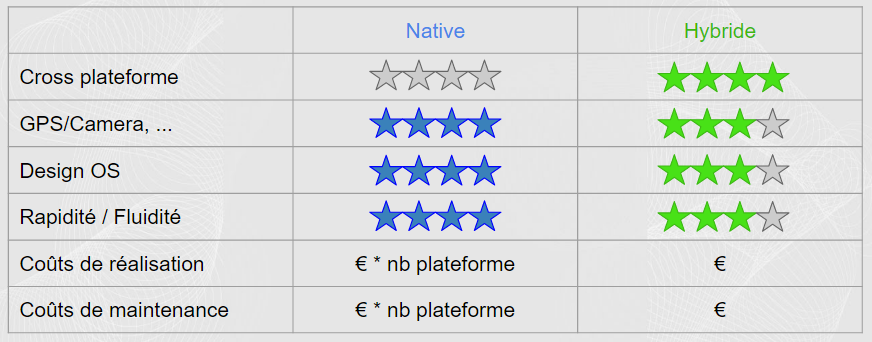 Native Hybride
Cross plateforme
GPS/Camera, ...
Design OS
Rapidité / Fluidité
Coûts de réalisation € * nb plateforme €
Coûts de maintenance € * nb plateforme €